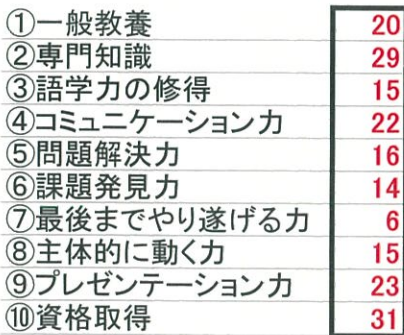 ①一般教養 20
②専門知識 29
③語学力の修得 15
④コミュニケーション力 22
⑤問題解決力 16
⑥課題発見力 14
⑦最後までやり遂げる力 6
⑧主体的に動く力 15
⑨プレゼンテーション力 23
⑩資格取得 31